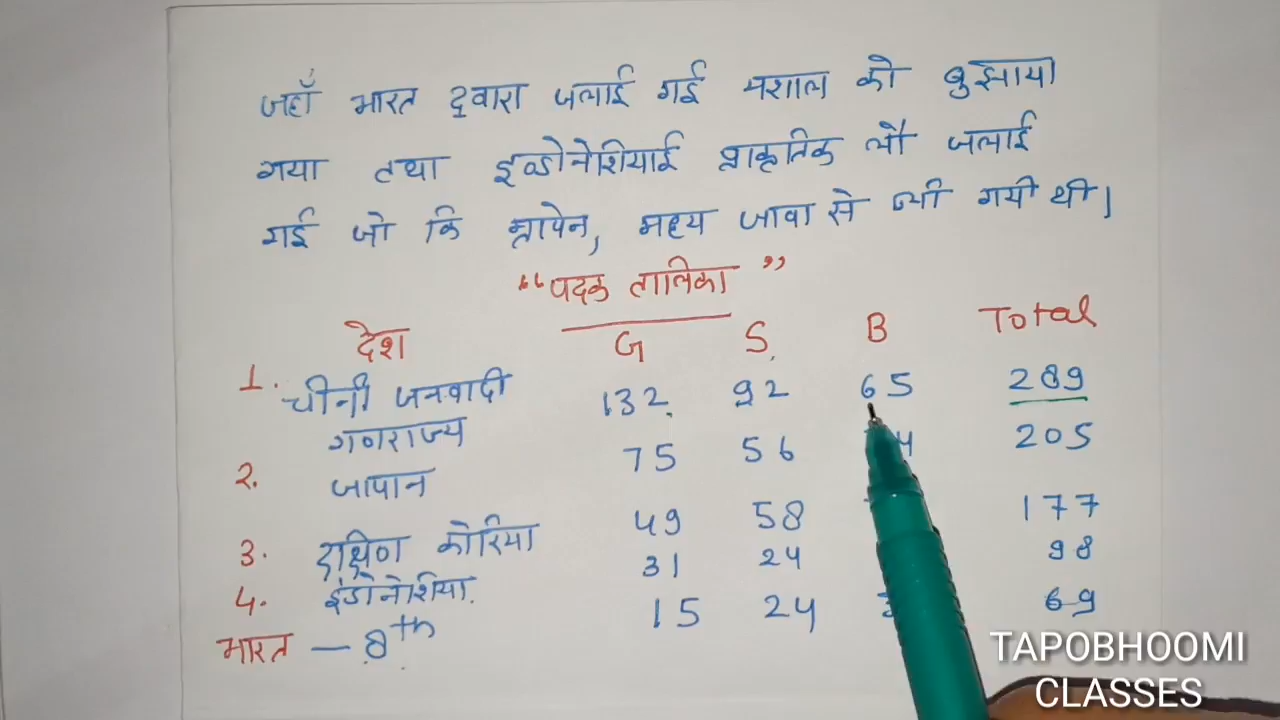 जहाँ भारत द्वारा जलाई गई मशाल को बुझाया
गया तथा इण्डोनेशियाई प्राकृतिक लौ जलाई
गई जो कि म्रापेन, मध्य जावा से ली गयी थी।
“पदक तालिका”
देश G S B Total
1. चीनी जनवादी गणराज्य 132 92 65 289
2. जापान 75 56 4 205
3. दक्षिण कोरिया 49 58 177
4. इंडोनेशिया 31 24 98
भारत – 8th 15 24 69
TAPOBHOOMI
CLASSES